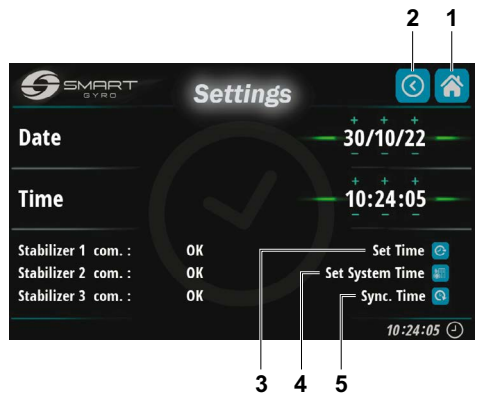 2 1
SMART
GYRO
Settings
+ + +
Date 30/10/22
− − −
+ + +
Time 10:24:05
− − −
Stabilizer 1 com. : OK Set Time
Stabilizer 2 com. : OK Set System Time
Stabilizer 3 com. : OK Sync. Time
10:24:05
3 4 5